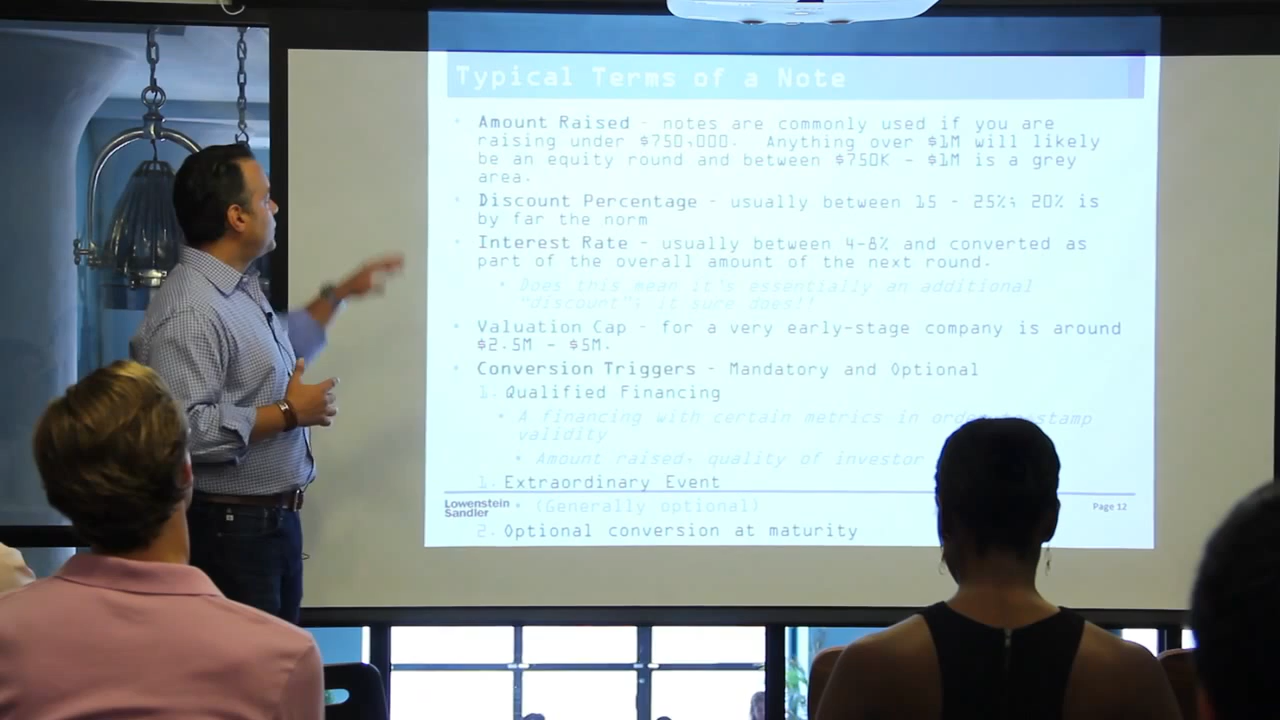 Typical Terms of a Note
• Amount Raised - notes are commonly used if you are
raising under $750,000. Anything over $1M will likely
be an equity round and between $750K - $1M is a grey
area.
• Discount Percentage - usually between 15 - 25%; 20% is
by far the norm
• Interest Rate - usually between 4-8% and converted as
part of the overall amount of the next round.
• Does this mean it's essentially an additional
"discount"; it sure does!!
• Valuation Cap - for a very early-stage company is around
$2.5M - $5M.
• Conversion Triggers - Mandatory and Optional
1. Qualified Financing
• A financing with certain metrics in order to stamp
validity
• Amount raised, quality of investor
1. Extraordinary Event
• (Generally optional)
2. Optional conversion at maturity
Lowenstein
Sandler
Page 12